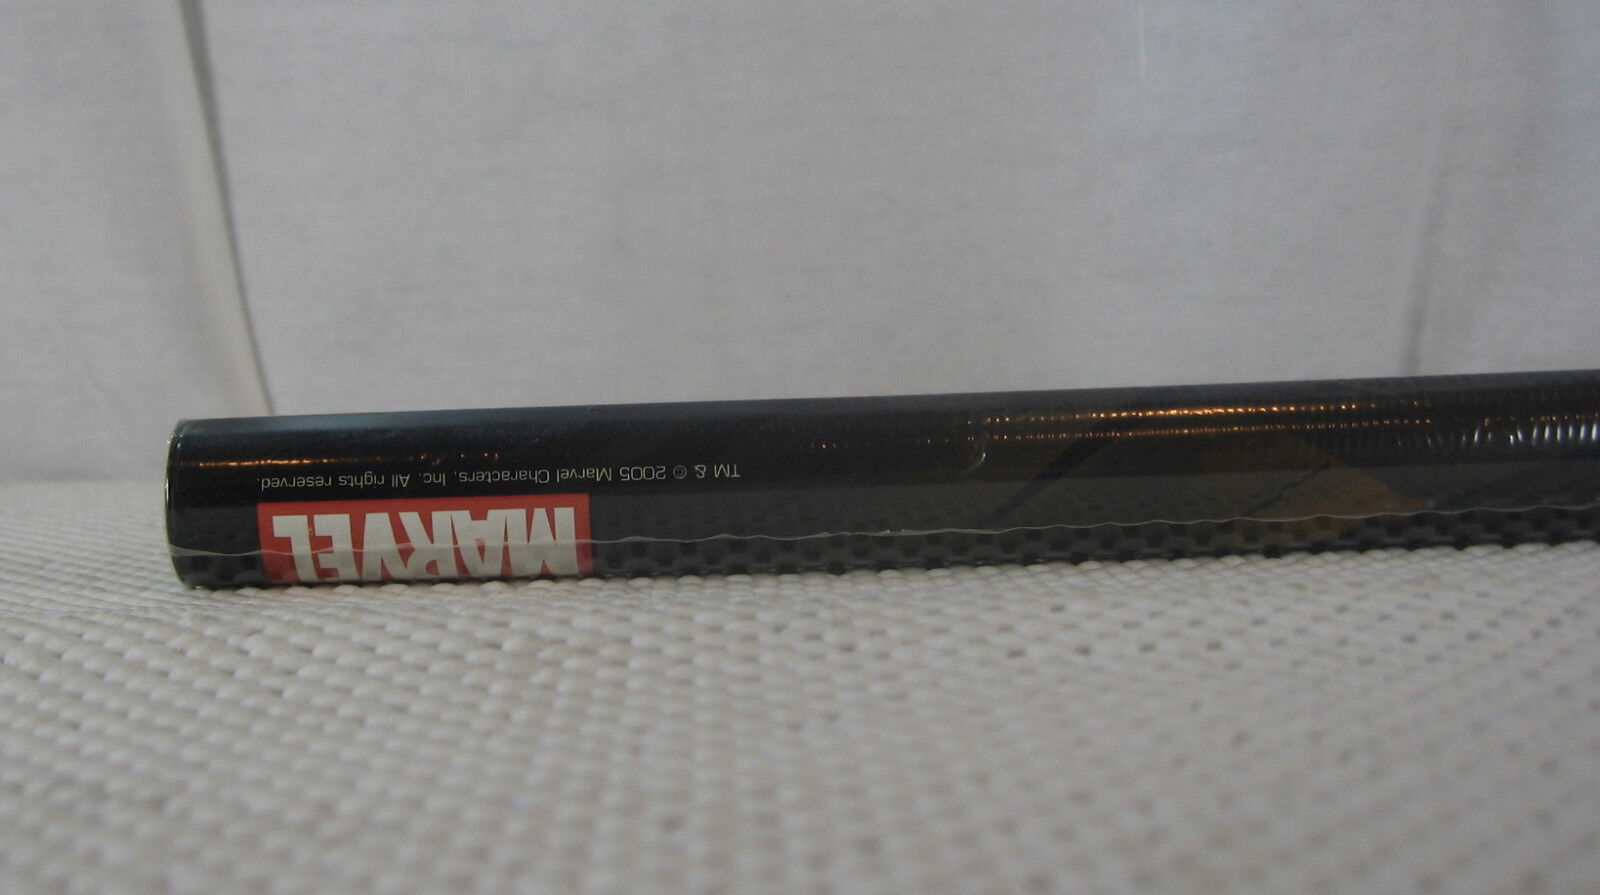 MARVEL
TM & © 2005 Marvel Characters, Inc. All rights reserved.